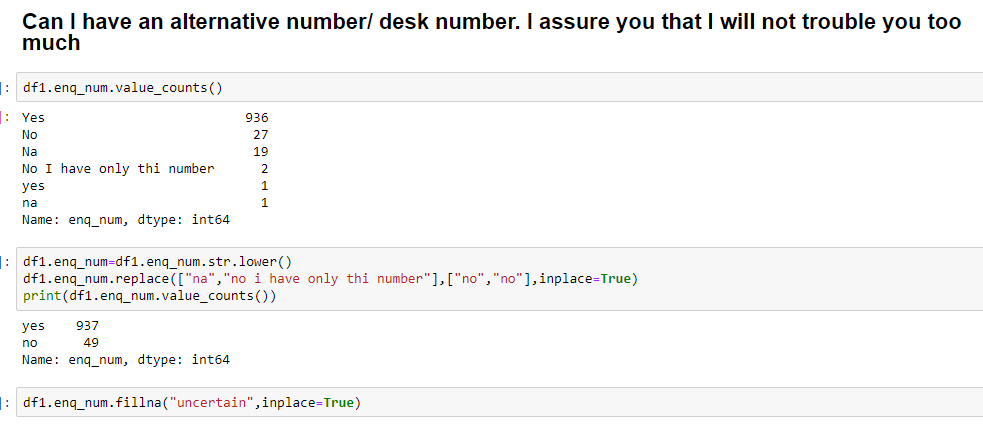 Can I have an alternative number/ desk number. I assure you that I will not trouble you too
much
]: df1.enq_num.value_counts()
]: Yes 936
No 27
Na 19
No I have only thi number 2
yes 1
na 1
Name: enq_num, dtype: int64
]: df1.enq_num=df1.enq_num.str.lower()
df1.enq_num.replace(["na","no i have only thi number"],["no","no"],inplace=True)
print(df1.enq_num.value_counts())
yes 937
no 49
Name: enq_num, dtype: int64
]: df1.enq_num.fillna("uncertain",inplace=True)